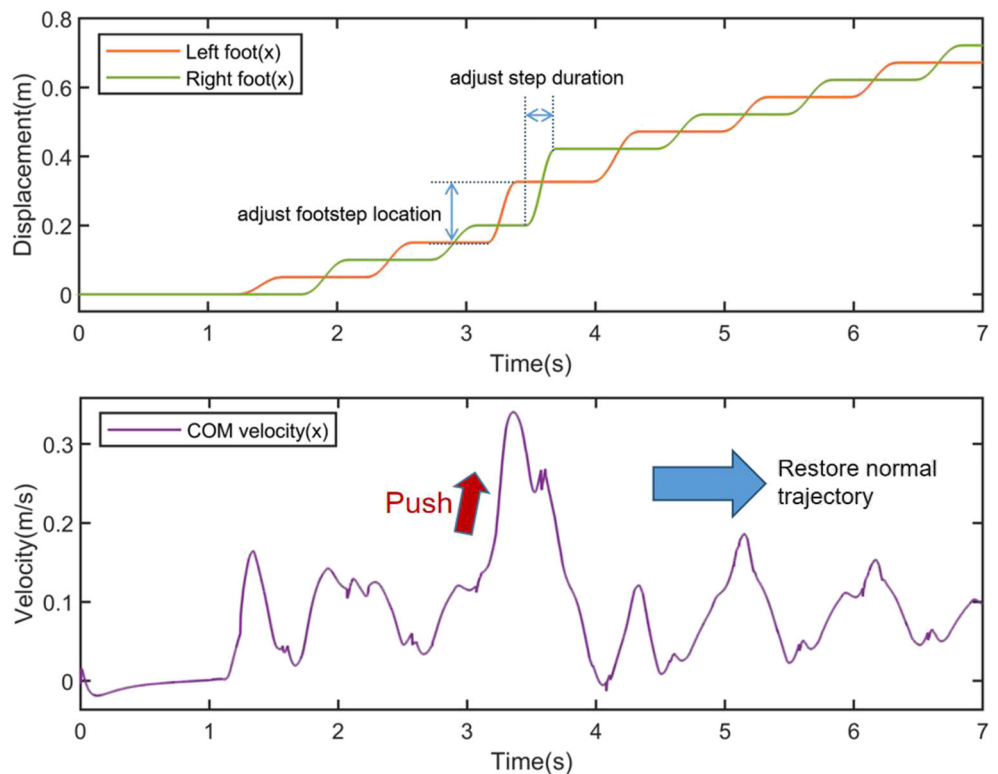 0.8
Left foot(x)
Right foot(x)
adjust step duration
0.6
0.4
adjust footstep location
0.2
0
Displacement(m)
0 1 2 3 4 5 6 7
Time(s)
COM velocity(x)
0.3
Push
Restore normal
trajectory
0.2
0.1
0
Velocity(m/s)
0 1 2 3 4 5 6 7
Time(s)